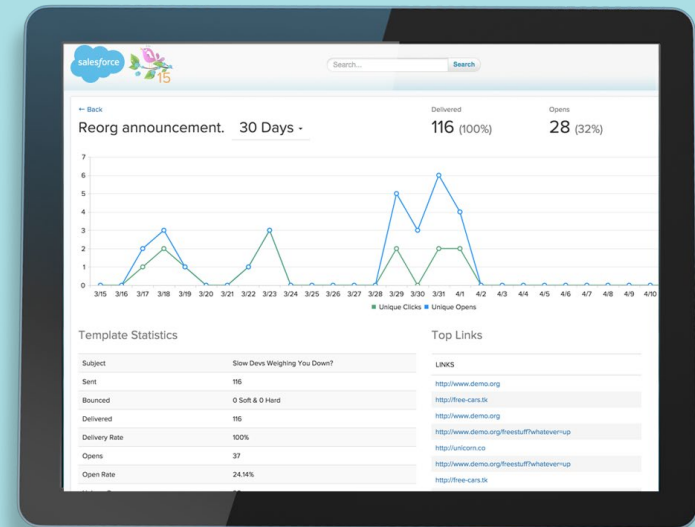 salesforce
15
Search...
Search
← Back
Reorg announcement. 30 Days -
Delivered
116 (100%)
Opens
28 (32%)
7
6
5
4
3
2
1
0
3/15 3/16 3/17 3/18 3/19 3/20 3/21 3/22 3/23 3/24 3/25 3/26 3/27 3/28 3/29 3/30 3/31 4/1 4/2 4/3 4/4 4/5 4/6 4/7 4/8 4/9 4/10
Unique Clicks Unique Opens
Template Statistics
Subject Slow Devs Weighing You Down?
Sent 116
Bounced 0 Soft & 0 Hard
Delivered 116
Delivery Rate 100%
Opens 37
Open Rate 24.14%
Top Links
LINKS
http://www.demo.org
http://free-cars.tk
http://www.demo.org
http://www.demo.org/freestuff?whatever=up
http://unicorn.co
http://www.demo.org/freestuff?whatever=up
http://free-cars.tk